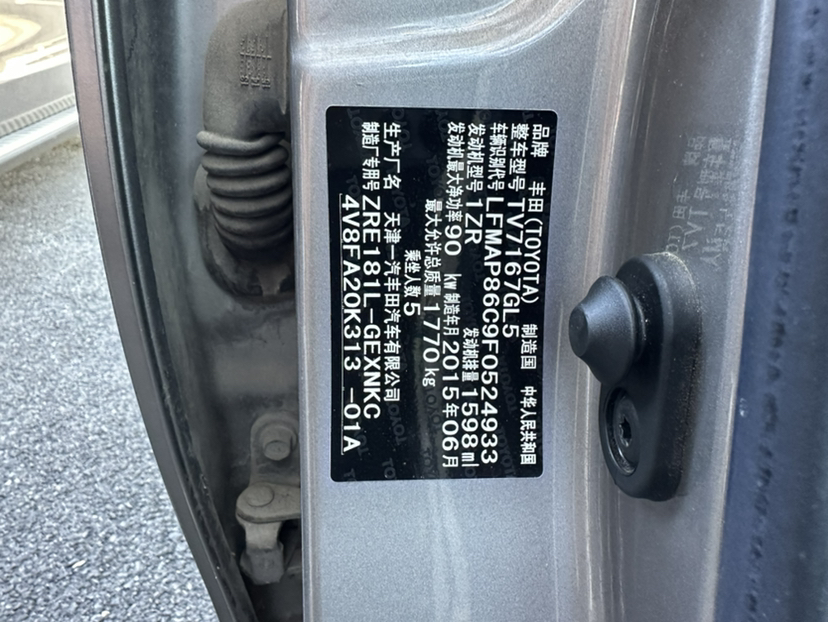 品牌 丰田(TOYOTA) 制造国 中华人民共和国
整车型号 TV7167GL5
车辆识别代号 LFMAP86C9F0524933
发动机型号 1ZR 发动机排量 1598 ml
发动机最大净功率 90 kW 制造年月 2015年06月
最大允许总质量 1770 kg
乘坐人数 5
生产厂名 天津一汽丰田汽车有限公司
制造厂专用号 ZRE181L-GEXNKC
4V8FA20K313 -01A